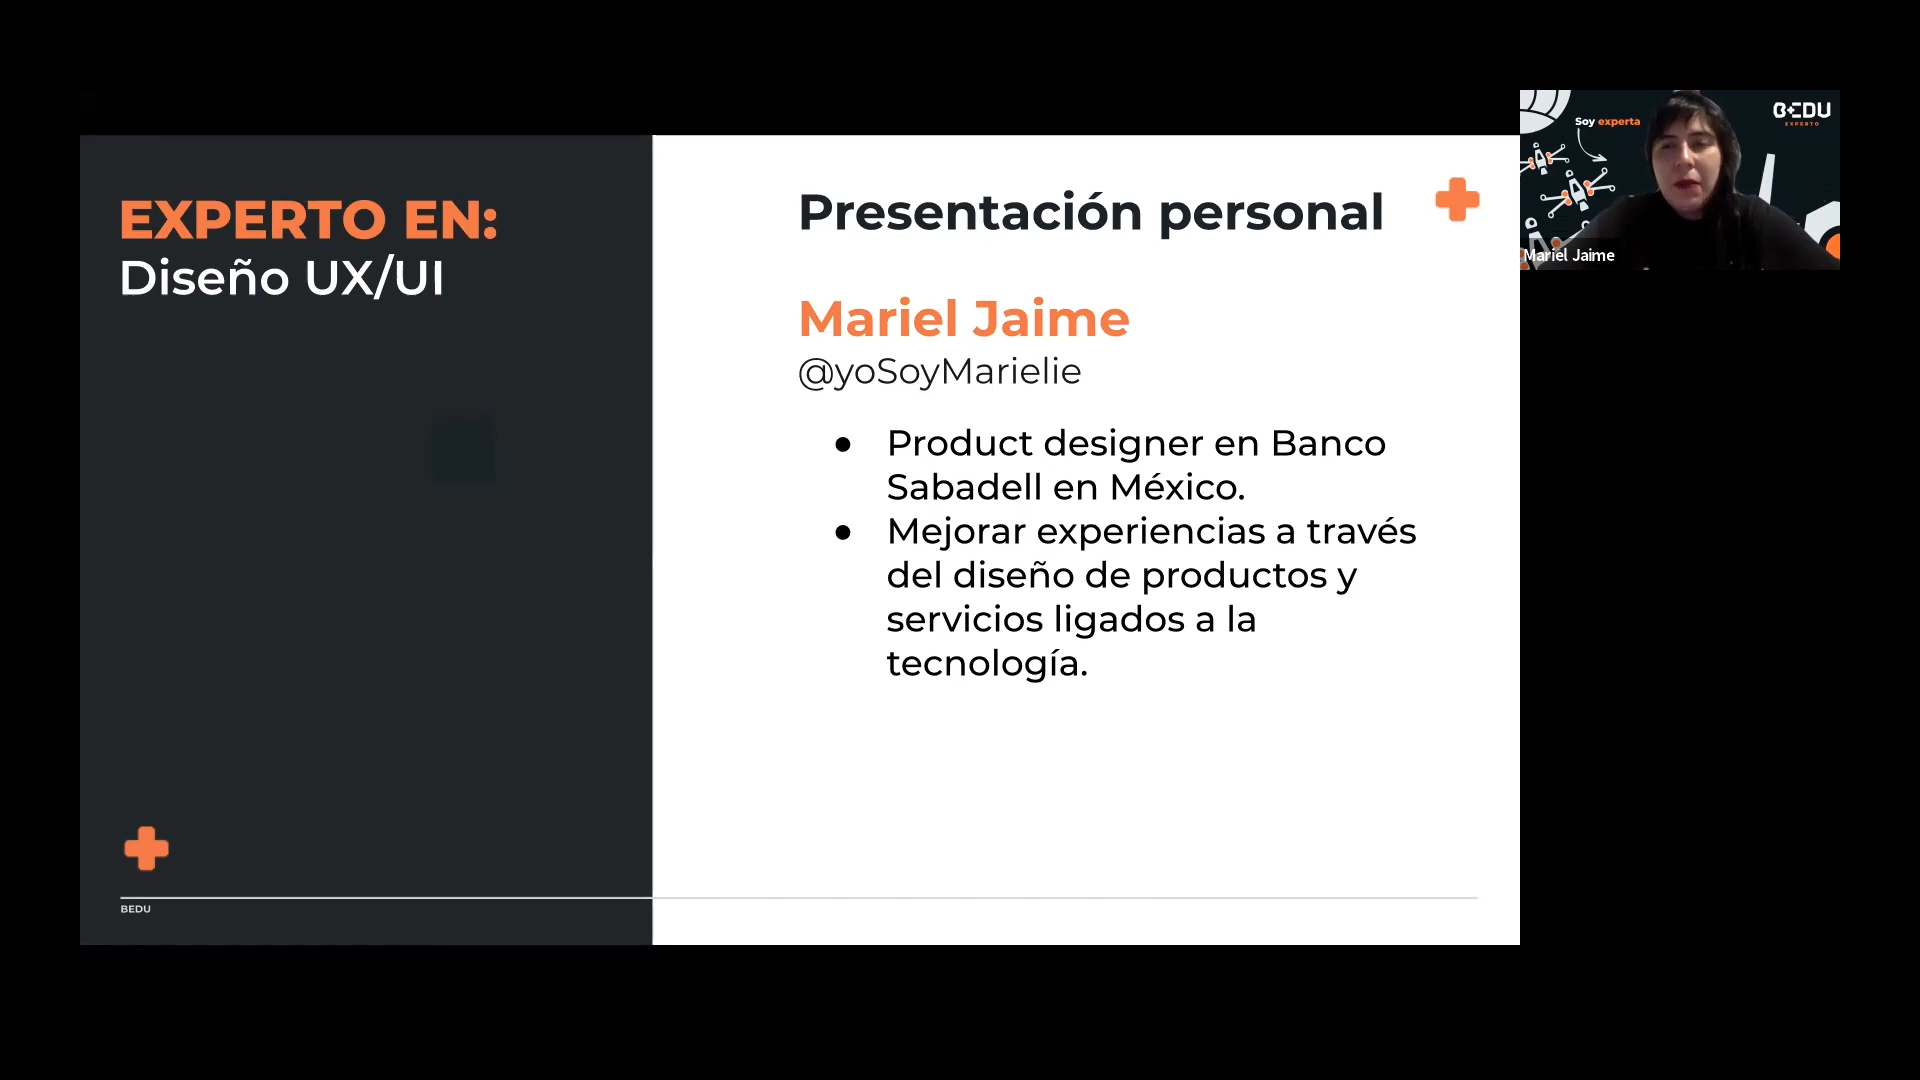 EXPERTO EN:
Diseño UX/UI
BEDU
Presentación personal
Mariel Jaime
@yoSoyMarielie
● Product designer en Banco
Sabadell en México.
● Mejorar experiencias a través
del diseño de productos y
servicios ligados a la
tecnología.
Soy experta
BEDU
EXPERTO
Mariel Jaime